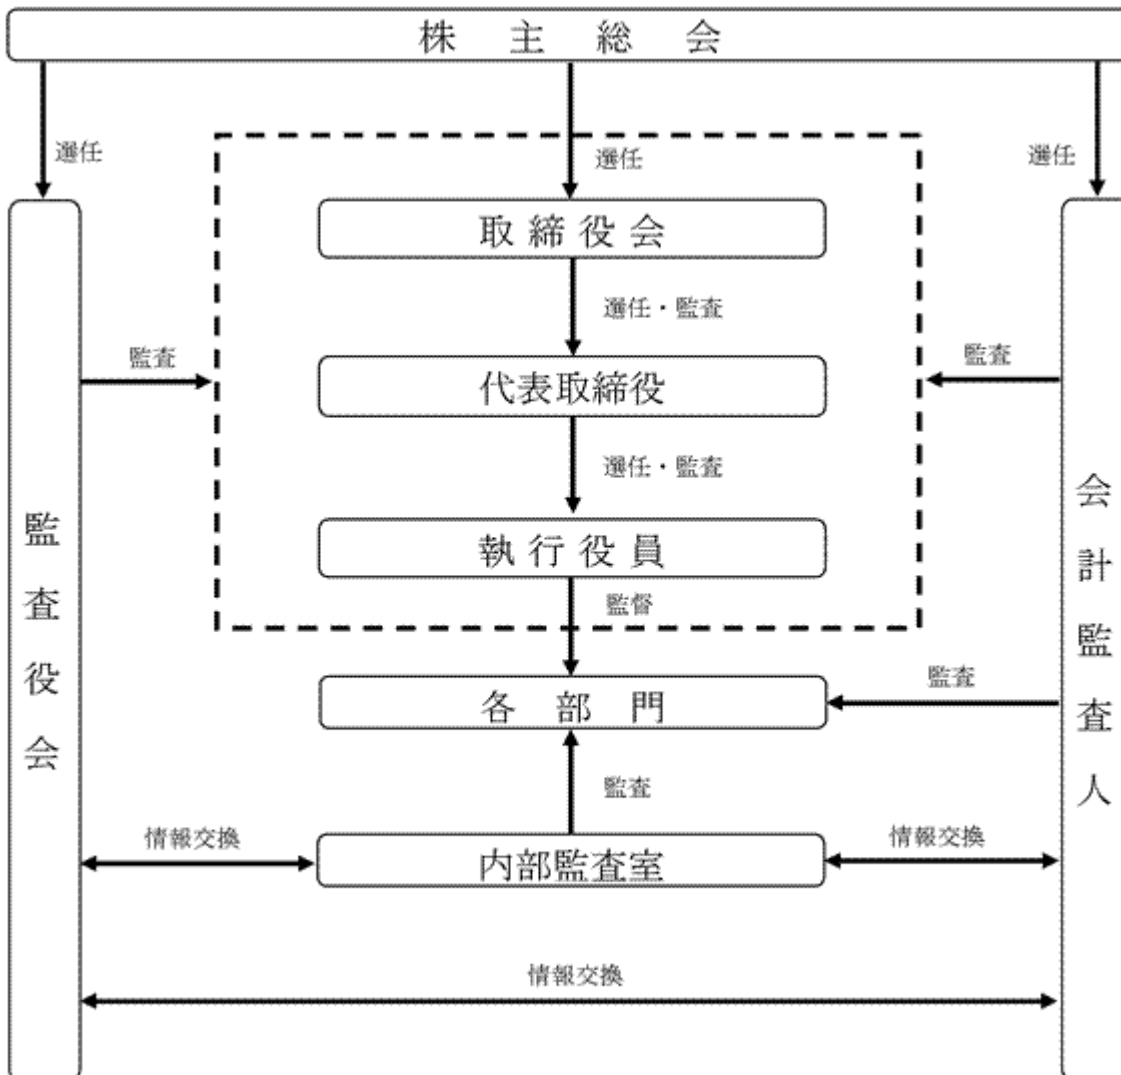 株主総会
選任
選任
選任
取締役会
選任・監査
監査
監査
代表取締役
選任・監査
執行役員
監督
監査役会
会計監査人
監査
各部門
監査
情報交換
情報交換
内部監査室
情報交換